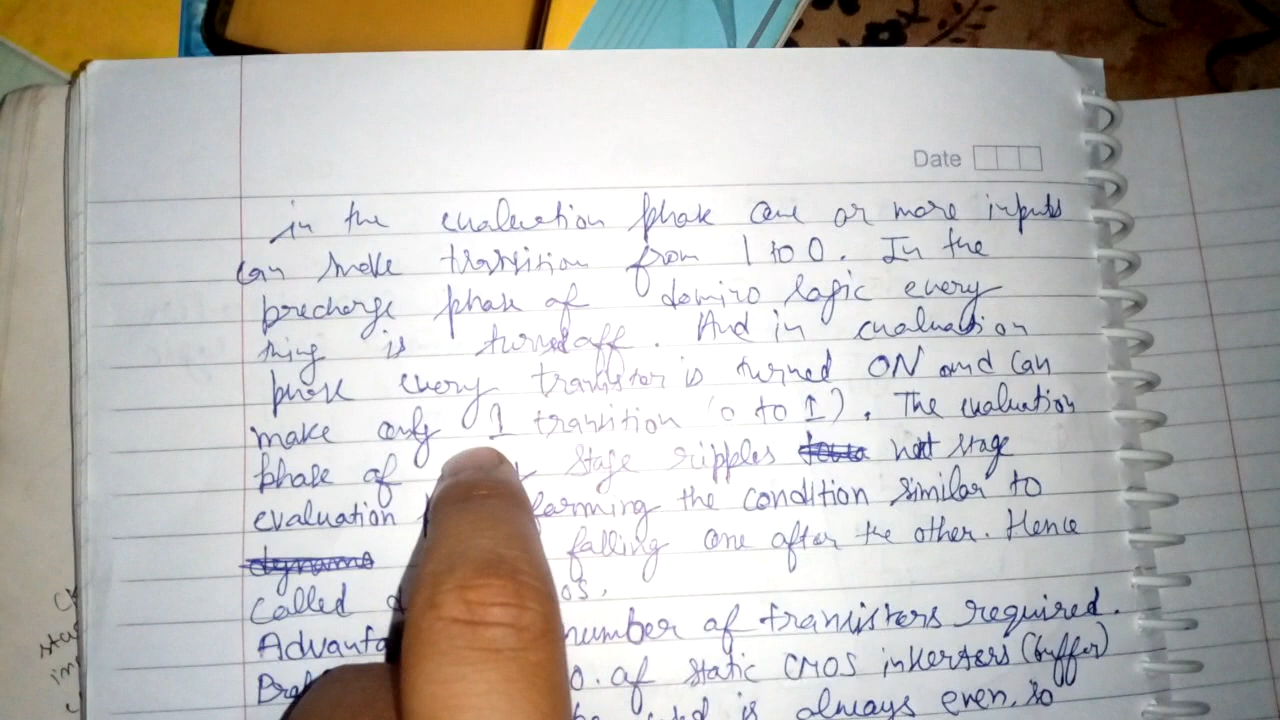 Date
in the evaluation phase one or more inputs
can make transition from 1 to 0. In the
precharge phase of domino logic every
thing is turned off. And in evaluation
phase every transistor is turned ON and can
make only 1 transition (0 to 1). The evaluation
phase of stage ripples next stage
evaluation forming the condition similar to
falling one after the other. Hence
called OS.
number of transistors required.
of static CMOS inverters (buffer)
is always even, so